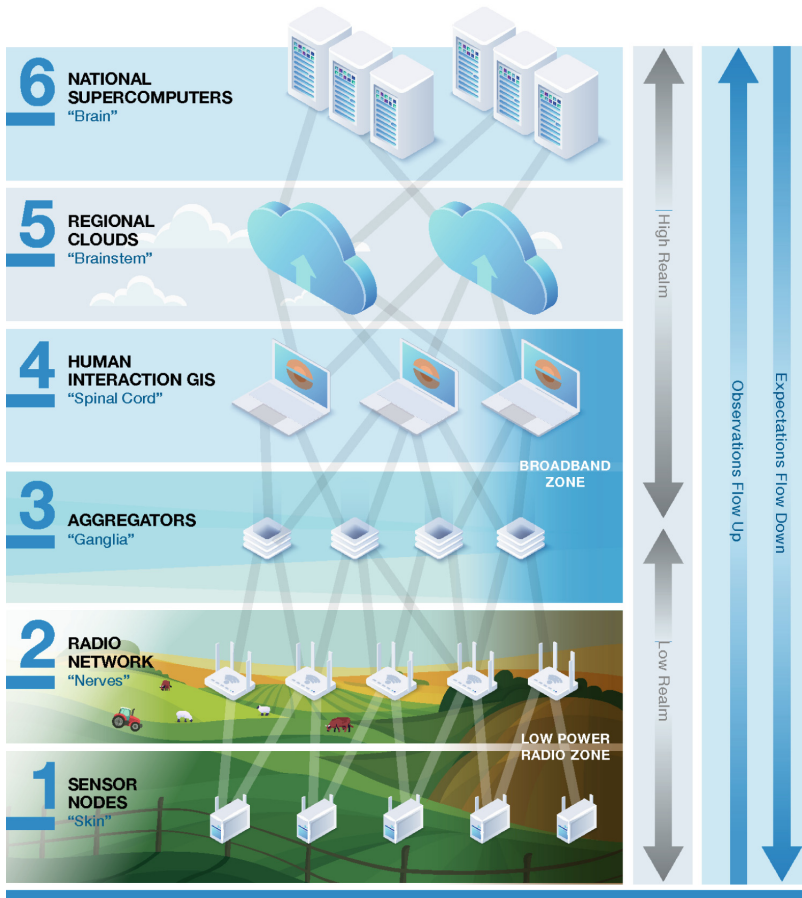 6
NATIONAL
SUPERCOMPUTERS
“Brain”
5
REGIONAL
CLOUDS
“Brainstem”
4
HUMAN
INTERACTION GIS
“Spinal Cord”
BROADBAND
ZONE
3
AGGREGATORS
“Ganglia”
2
RADIO
NETWORK
“Nerves”
LOW POWER
RADIO ZONE
1
SENSOR
NODES
“Skin”
High Realm
Low Realm
Observations Flow Up
Expectations Flow Down